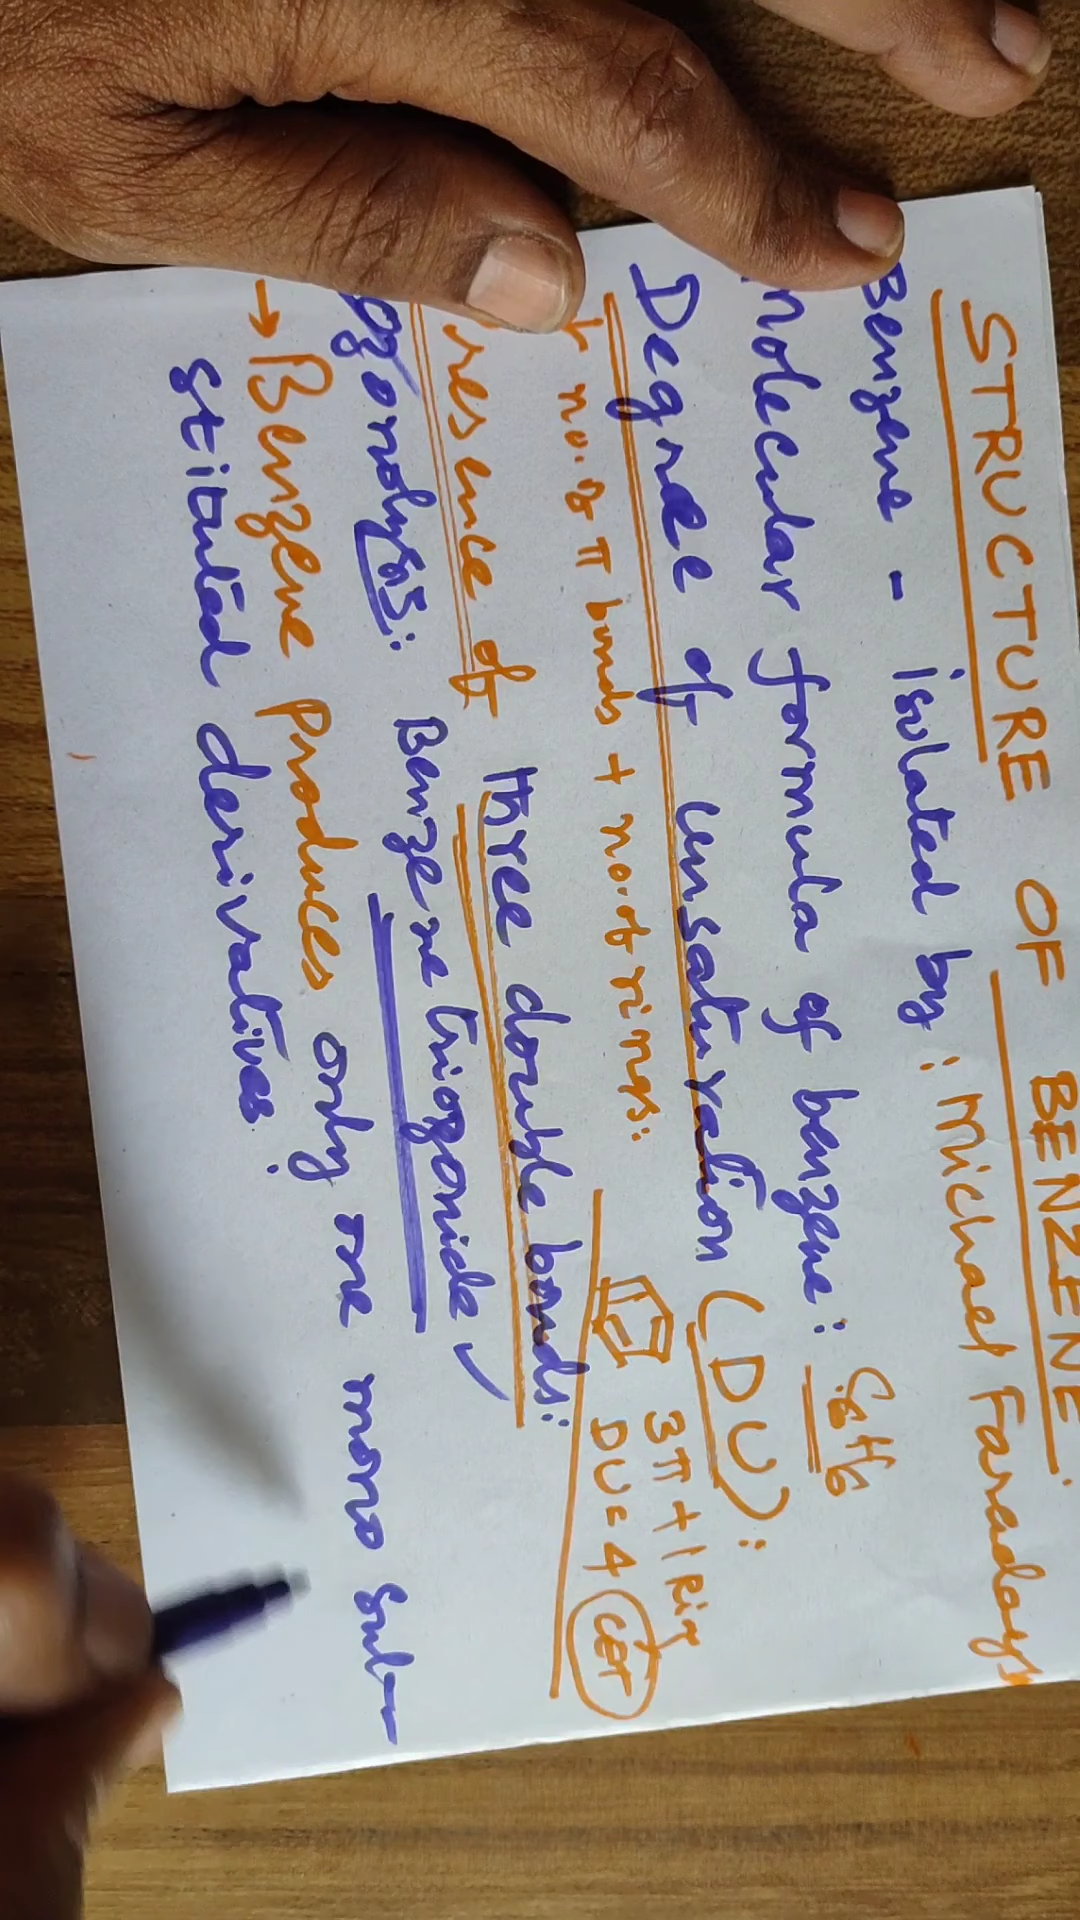 STRUCTURE OF BENZENE
Benzene - isolated by : Michael Faraday
molecular formula of benzene : C6H6
Degree of unsaturation (DU) :
no. of π bonds + no. of rings.
3π + 1 Ring
DU = 4 CET
resence of three double bonds:
ozonolysis: Benzene triozonide ✓
→ Benzene Produces only one mono sub-
stituted derivatives.